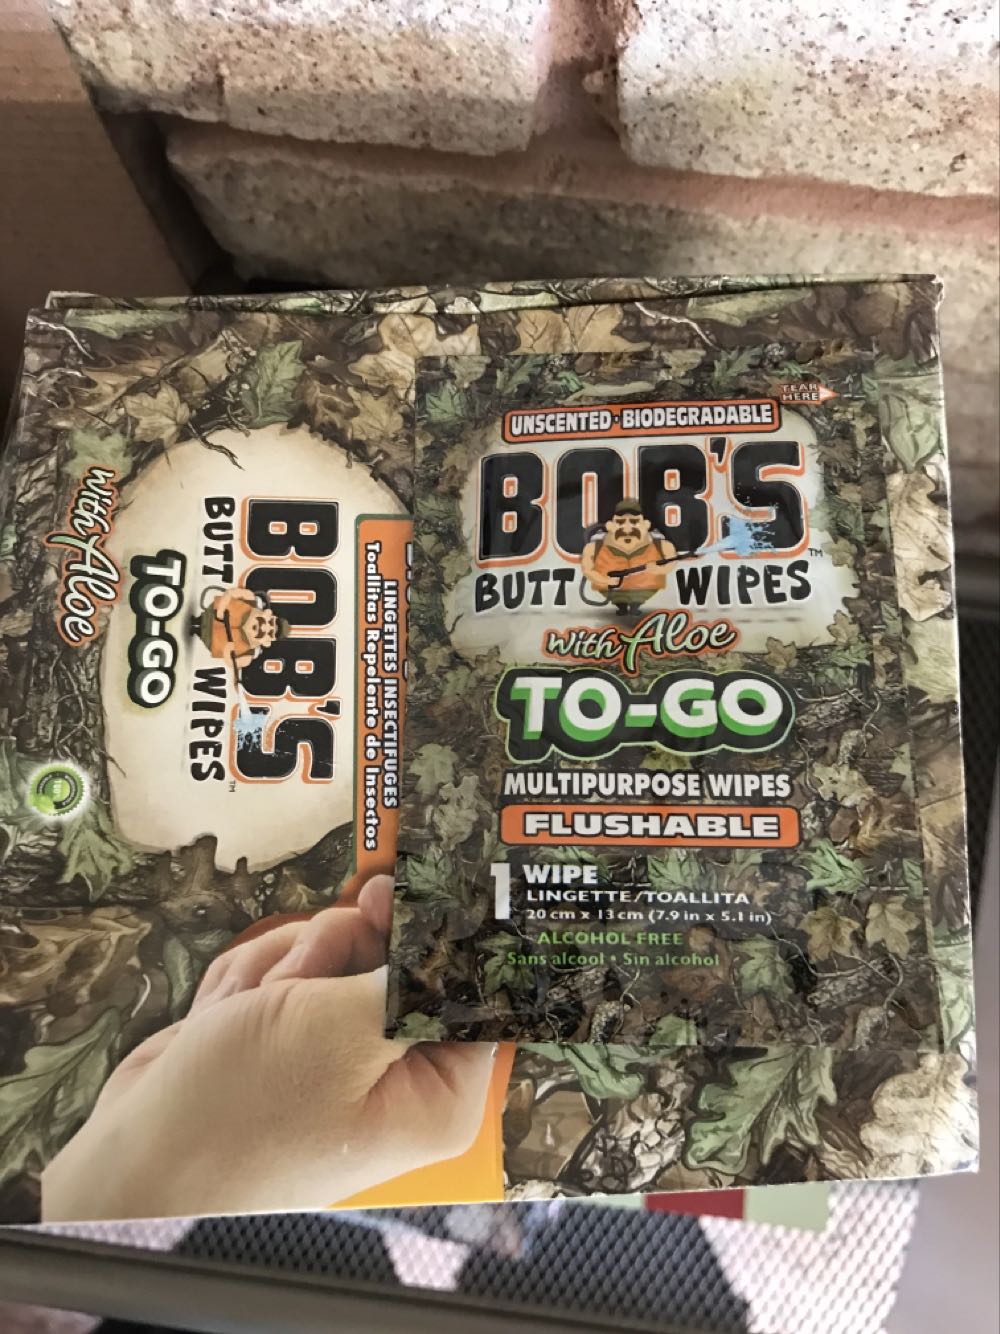 TEAR
HERE
UNSCENTED • BIODEGRADABLE
BOB'S
BUTT WIPES™
with Aloe
TO-GO
MULTIPURPOSE WIPES
FLUSHABLE
1 WIPE
LINGETTE/TOALLITA
20 cm x 13 cm (7.9 in x 5.1 in)
ALCOHOL FREE
Sans alcool • Sin alcohol
LINGETTES INSECTIFUGES
Toallitas Repelente de Insectos
BOB'S
BUTT WIPES™
TO-GO
with Aloe